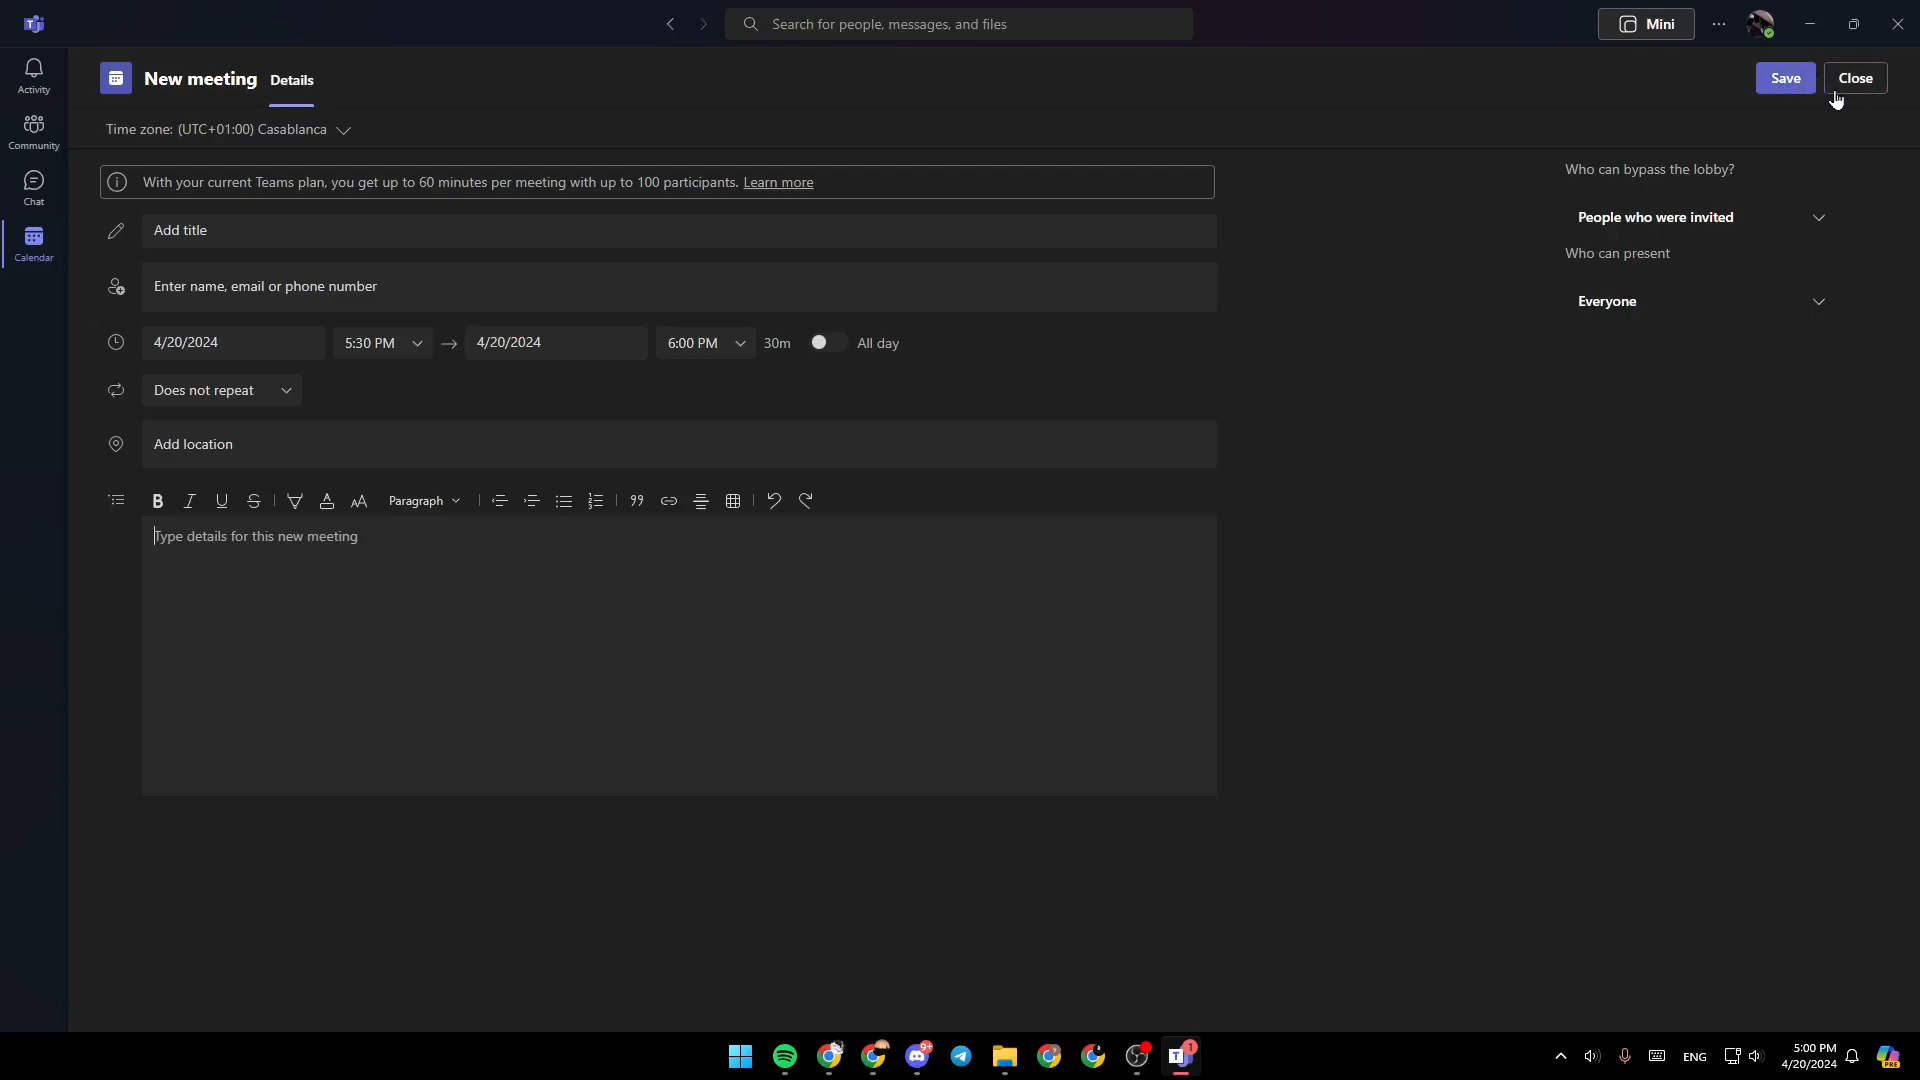 Search for people, messages, and files
Mini
Activity
Community
Chat
Calendar
New meeting
Details
Save
Close
Time zone: (UTC+01:00) Casablanca
With your current Teams plan, you get up to 60 minutes per meeting with up to 100 participants. Learn more
Add title
Enter name, email or phone number
4/20/2024
5:30 PM
4/20/2024
6:00 PM
30m
All day
Does not repeat
Add location
Paragraph
Type details for this new meeting
Who can bypass the lobby?
People who were invited
Who can present
Everyone
9+
1
ENG
5:00 PM
4/20/2024
PRE